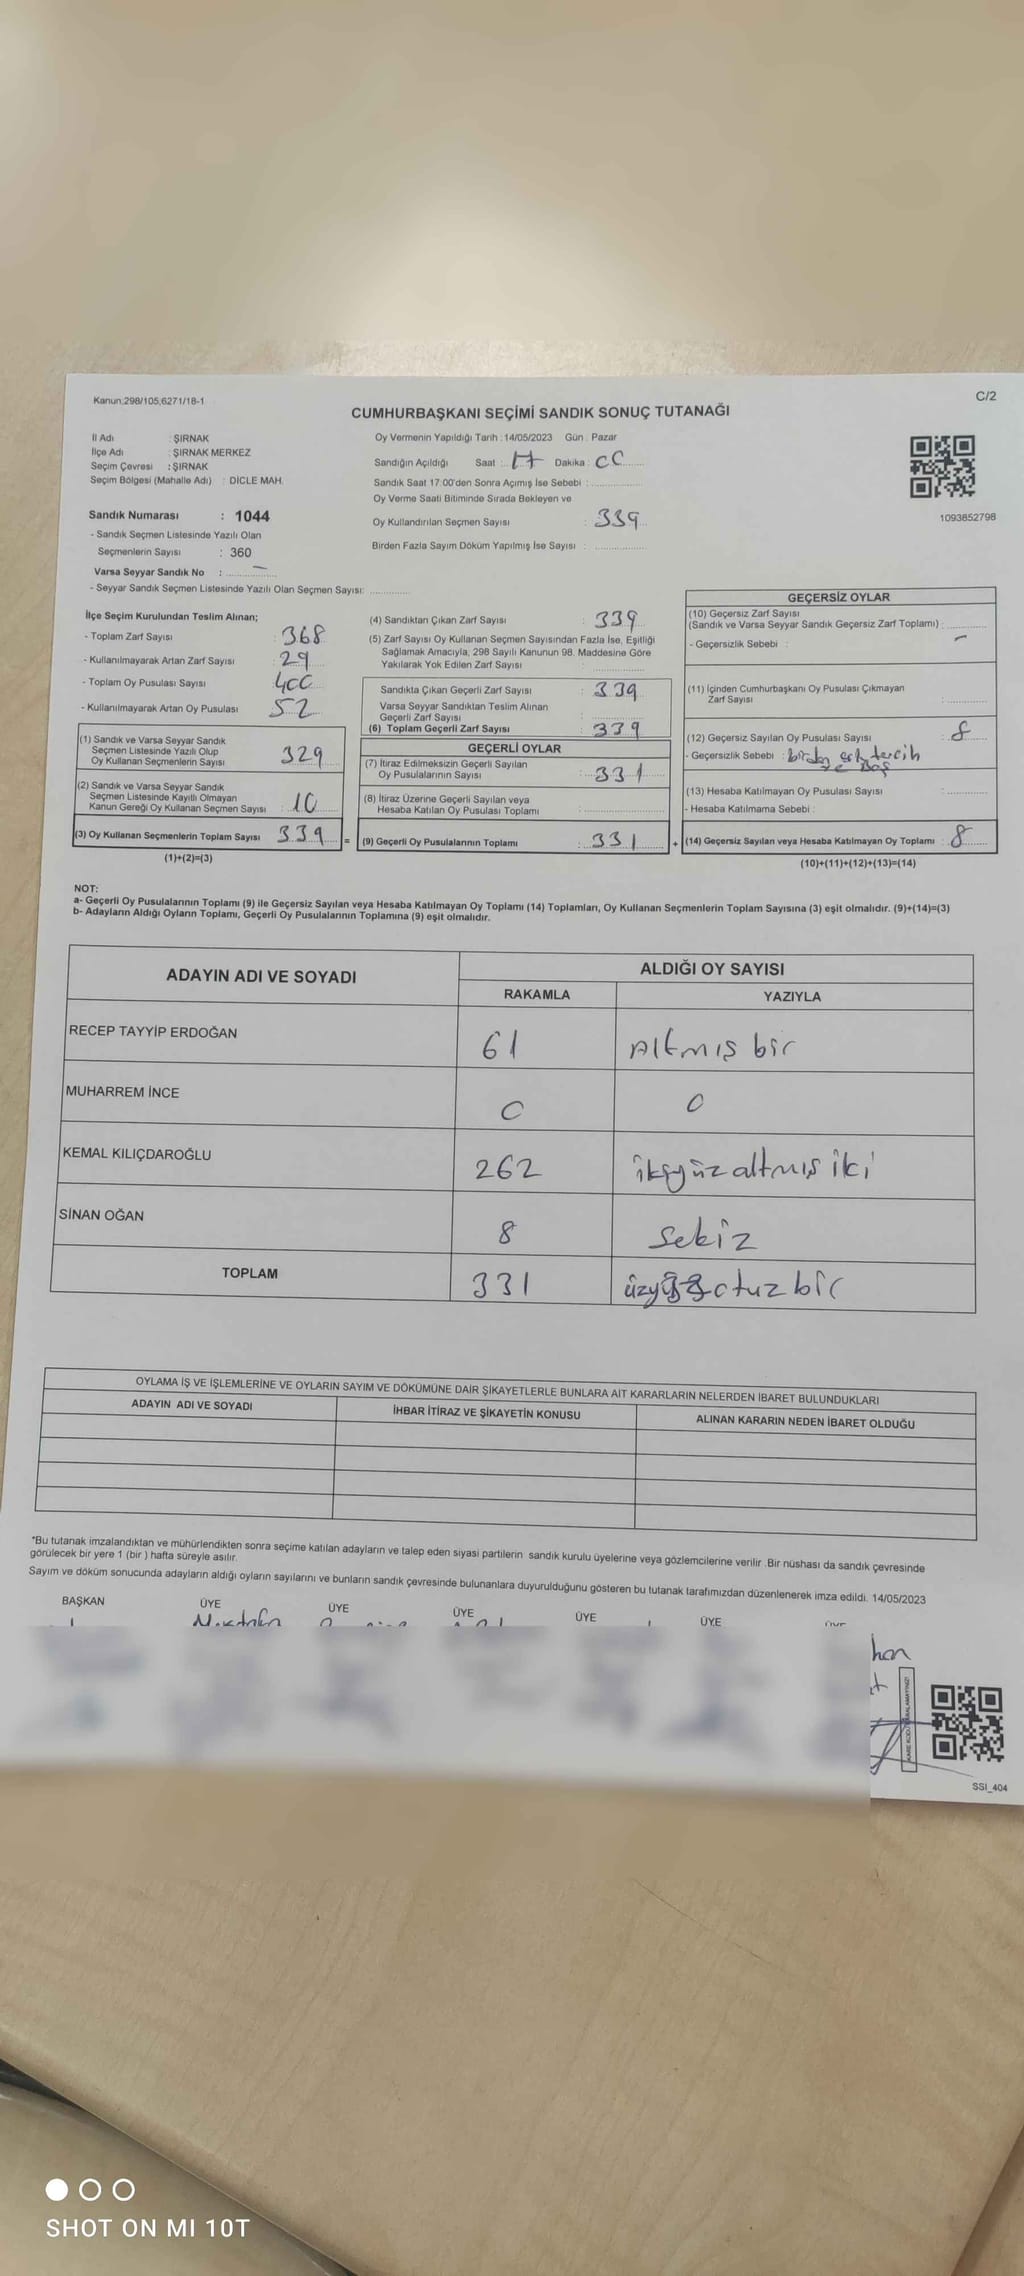 Kanun:298/105,6271/18-1
C/2
CUMHURBAŞKANI SEÇİMİ SANDIK SONUÇ TUTANAĞI
İl Adı : ŞIRNAK
İlçe Adı : ŞIRNAK MERKEZ
Seçim Çevresi : ŞIRNAK
Seçim Bölgesi (Mahalle Adı) : DİCLE MAH.
Sandık Numarası : 1044
- Sandık Seçmen Listesinde Yazılı Olan
Seçmenlerin Sayısı : 360
Varsa Seyyar Sandık No : –
- Seyyar Sandık Seçmen Listesinde Yazılı Olan Seçmen Sayısı:
Oy Vermenin Yapıldığı Tarih : 14/05/2023 Gün : Pazar
Sandığın Açıldığı Saat : 17 Dakika : 00
Sandık Saat 17:00'den Sonra Açımış İse Sebebi :
Oy Verme Saati Bitiminde Sırada Bekleyen ve
Oy Kullandırılan Seçmen Sayısı : 339
Birden Fazla Sayım Döküm Yapılmış İse Sayısı :
1093652798
İlçe Seçim Kurulundan Teslim Alınan;
- Toplam Zarf Sayısı : 368
- Kullanılmayarak Artan Zarf Sayısı : 29
- Toplam Oy Pusulası Sayısı : 400
- Kullanılmayarak Artan Oy Pusulası : 52
(1) Sandık ve Varsa Seyyar Sandık
Seçmen Listesinde Yazılı Olup
Oy Kullanan Seçmenlerin Sayısı : 329
(2) Sandık ve Varsa Seyyar Sandık
Seçmen Listesinde Kayıtlı Olmayan
Kanun Gereği Oy Kullanan Seçmen Sayısı : 10
(3) Oy Kullanan Seçmenlerin Toplam Sayısı : 339 =
(1)+(2)=(3)
(4) Sandıktan Çıkan Zarf Sayısı : 339
(5) Zarf Sayısı Oy Kullanan Seçmen Sayısından Fazla İse, Eşitliği
Sağlamak Amacıyla, 298 Sayılı Kanunun 98. Maddesine Göre
Yakılarak Yok Edilen Zarf Sayısı :
Sandıkta Çıkan Geçerli Zarf Sayısı : 339
Varsa Seyyar Sandıktan Teslim Alınan
Geçerli Zarf Sayısı :
(6) Toplam Geçerli Zarf Sayısı : 339
GEÇERLİ OYLAR
(7) İtiraz Edilmeksizin Geçerli Sayılan
Oy Pusulalarının Sayısı : 331
(8) İtiraz Üzerine Geçerli Sayılan veya
Hesaba Katılan Oy Pusulası Toplamı :
(9) Geçerli Oy Pusulalarının Toplamı : 331 +
GEÇERSİZ OYLAR
(10) Geçersiz Zarf Sayısı
(Sandık ve Varsa Seyyar Sandık Geçersiz Zarf Toplamı) :
- Geçersizlik Sebebi : –
(11) İçinden Cumhurbaşkanı Oy Pusulası Çıkmayan
Zarf Sayısı :
(12) Geçersiz Sayılan Oy Pusulası Sayısı : 8
- Geçersizlik Sebebi : tercih
(13) Hesaba Katılmayan Oy Pusulası Sayısı :
- Hesaba Katılmama Sebebi :
(14) Geçersiz Sayılan veya Hesaba Katılmayan Oy Toplamı : 8
(10)+(11)+(12)+(13)=(14)
NOT:
a- Geçerli Oy Pusulalarının Toplamı (9) ile Geçersiz Sayılan veya Hesaba Katılmayan Oy Toplamı (14) Toplamları, Oy Kullanan Seçmenlerin Toplam Sayısına (3) eşit olmalıdır. (9)+(14)=(3)
b- Adayların Aldığı Oyların Toplamı, Geçerli Oy Pusulalarının Toplamına (9) eşit olmalıdır.
ADAYIN ADI VE SOYADI
ALDIĞI OY SAYISI
RAKAMLA YAZIYLA
RECEP TAYYİP ERDOĞAN 61 Altmış bir
MUHARREM İNCE 0 0
KEMAL KILIÇDAROĞLU 262 ikiyüz altmış iki
SİNAN OĞAN 8 Sekiz
TOPLAM 331 otuz bir
OYLAMA İŞ VE İŞLEMLERİNE VE OYLARIN SAYIM VE DÖKÜMÜNE DAİR ŞİKAYETLERLE BUNLARA AİT KARARLARIN NELERDEN İBARET BULUNDUKLARI
ADAYIN ADI VE SOYADI İHBAR İTİRAZ VE ŞİKAYETİN KONUSU ALINAN KARARIN NEDEN İBARET OLDUĞU
*Bu tutanak imzalandıktan ve mühürlendikten sonra seçime katılan adayların ve talep eden siyasi partilerin sandık kurulu üyelerine veya gözlemcilerine verilir .Bir nüshası da sandık çevresinde
görülecek bir yere 1 (bir ) hafta süreyle asılır.
Sayım ve döküm sonucunda adayların aldığı oyların sayılarını ve bunların sandık çevresinde bulunanlara duyurulduğunu gösteren bu tutanak tarafımızdan düzenlenerek imza edildi. 14/05/2023
BAŞKAN ÜYE ÜYE ÜYE ÜYE ÜYE
SSI_404
SHOT ON MI 10T